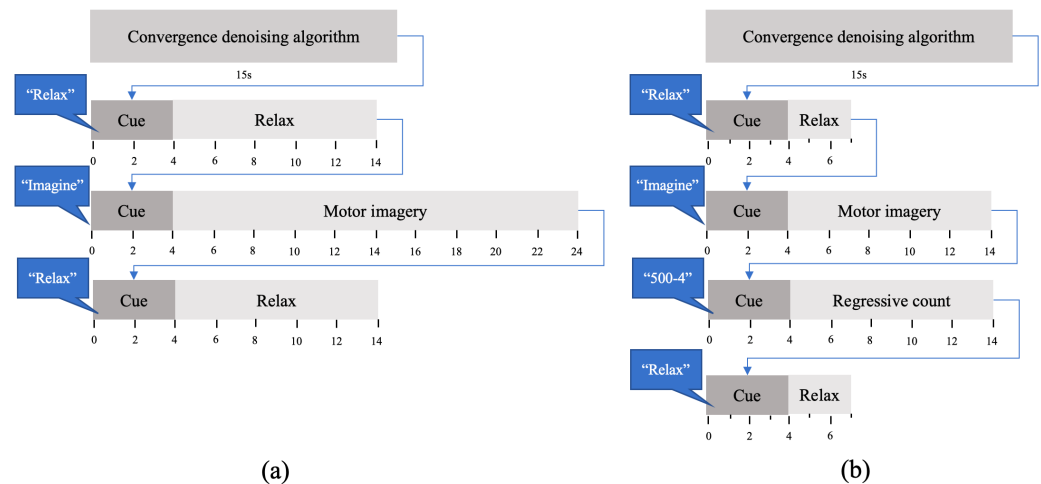 Convergence denoising algorithm
15s
“Relax”
Cue
Relax
0 2 4 6 8 10 12 14
“Imagine”
Cue
Motor imagery
0 2 4 6 8 10 12 14 16 18 20 22 24
“Relax”
Cue
Relax
0 2 4 6 8 10 12 14
(a)
Convergence denoising algorithm
15s
“Relax”
Cue
Relax
0 2 4 6
“Imagine”
Cue
Motor imagery
0 2 4 6 8 10 12 14
“500-4”
Cue
Regressive count
0 2 4 6 8 10 12 14
“Relax”
Cue
Relax
0 2 4 6
(b)